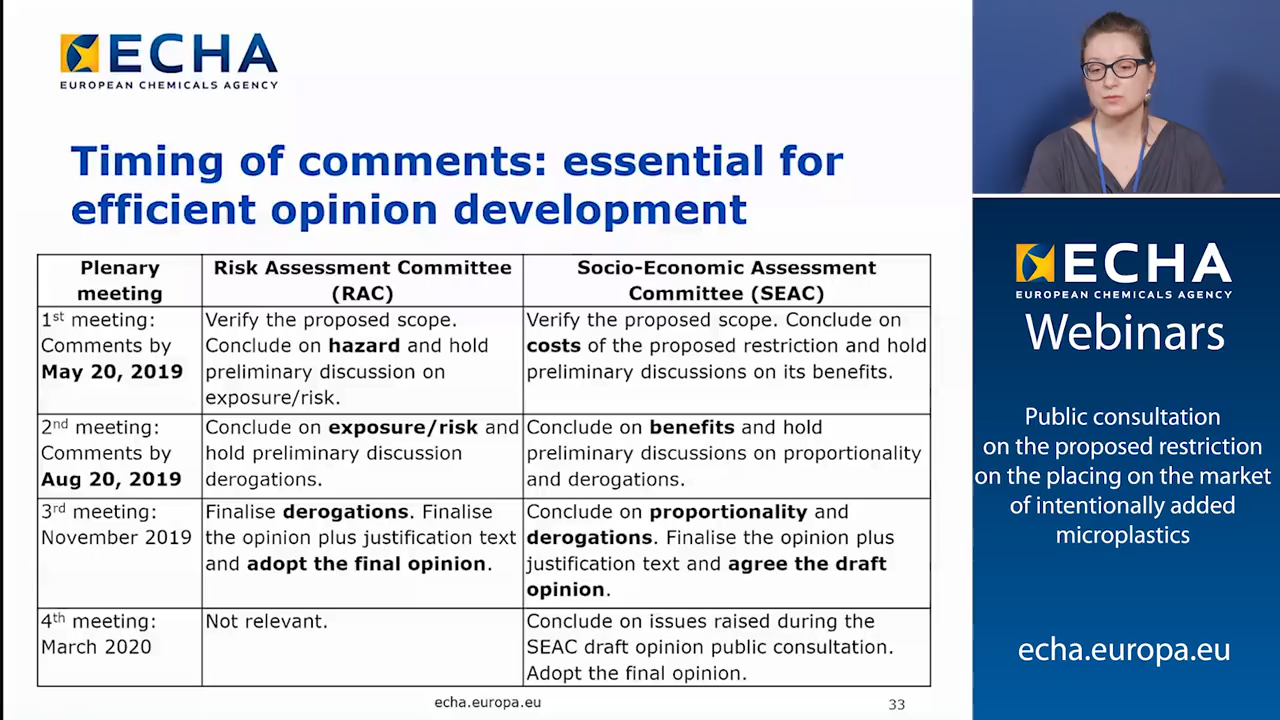 ECHA
EUROPEAN CHEMICALS AGENCY
Timing of comments: essential for
efficient opinion development
Plenary
meeting
Risk Assessment Committee
(RAC)
Socio-Economic Assessment
Committee (SEAC)
1st meeting:
Comments by
May 20, 2019
Verify the proposed scope.
Conclude on hazard and hold
preliminary discussion on
exposure/risk.
Verify the proposed scope. Conclude on
costs of the proposed restriction and hold
preliminary discussions on its benefits.
2nd meeting:
Comments by
Aug 20, 2019
Conclude on exposure/risk and
hold preliminary discussion
derogations.
Conclude on benefits and hold
preliminary discussions on proportionality
and derogations.
3rd meeting:
November 2019
Finalise derogations. Finalise
the opinion plus justification text
and adopt the final opinion.
Conclude on proportionality and
derogations. Finalise the opinion plus
justification text and agree the draft
opinion.
4th meeting:
March 2020
Not relevant.
Conclude on issues raised during the
SEAC draft opinion public consultation.
Adopt the final opinion.
echa.europa.eu
33
ECHA
EUROPEAN CHEMICALS AGENCY
Webinars
Public consultation
on the proposed restriction
on the placing on the market
of intentionally added
microplastics
echa.europa.eu